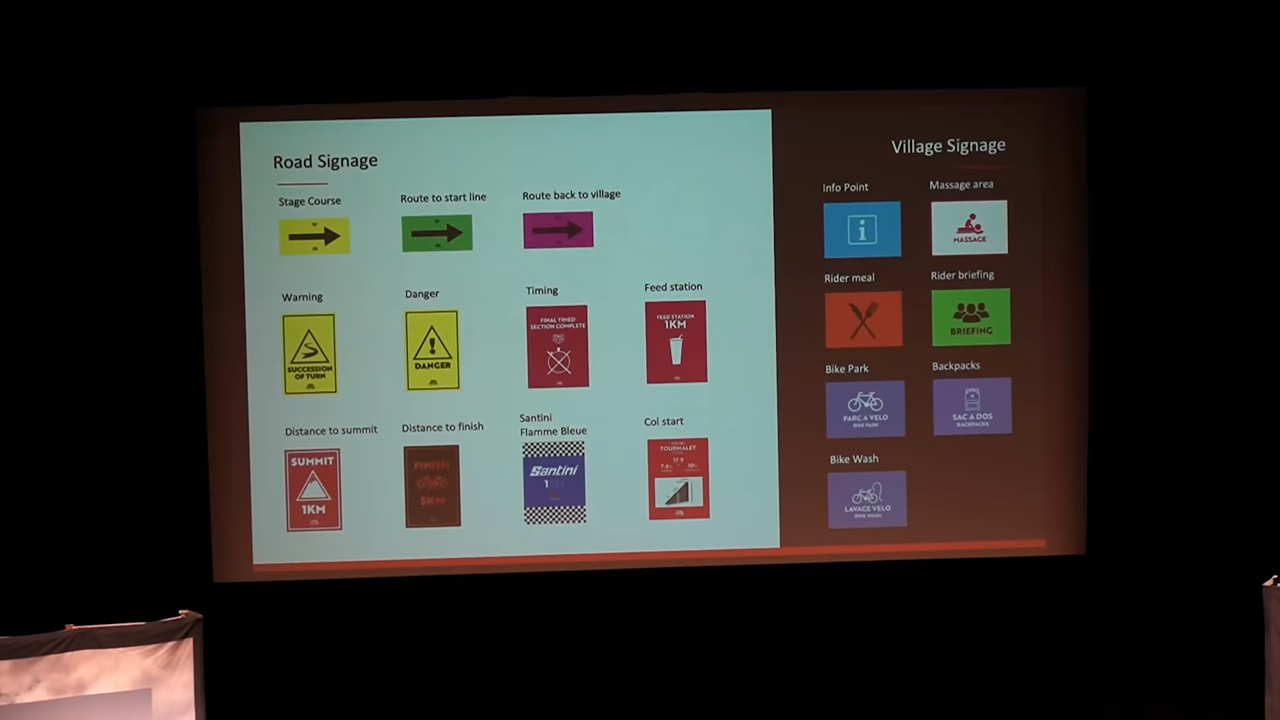 Road Signage
Stage Course
Route to start line
Route back to village
Warning
SUCCESSION
OF TURN
Danger
DANGER
Timing
FINAL TIMED
SECTION COMPLETE
Feed station
FEED STATION
1KM
Distance to summit
SUMMIT
1KM
Distance to finish
FINISH
5KM
Santini
Flamme Bleue
Santini
1
Col start
TOURMALET
Village Signage
Info Point
i
Massage area
MASSAGE
Rider meal
Rider briefing
BRIEFING
Bike Park
PARC A VELO
BIKE PARK
Backpacks
SAC A DOS
BACKPACKS
Bike Wash
LAVAGE VELO
BIKE WASH